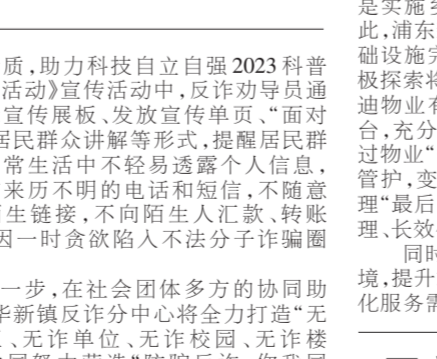 质，助力科技自立自强2023科普
活动》宣传活动中，反诈劝导员通
宣传展板、发放宣传单页、“面对
居民群众讲解等形式，提醒居民群
常生活中不轻易透露个人信息，
来历不明的电话和短信，不随意
生链接，不向陌生人汇款、转账
因一时贪欲陷入不法分子诈骗圈
一步，在社会团体多方的协同助
华新镇反诈分中心将全力打造“无
、无诈单位、无诈校园、无诈楼
是实施
此，浦东
础设施完
极探索将
迪物业有
台，充分
过物业“
管护，变
理“最后
理、长效
同时
境，提升
化服务需